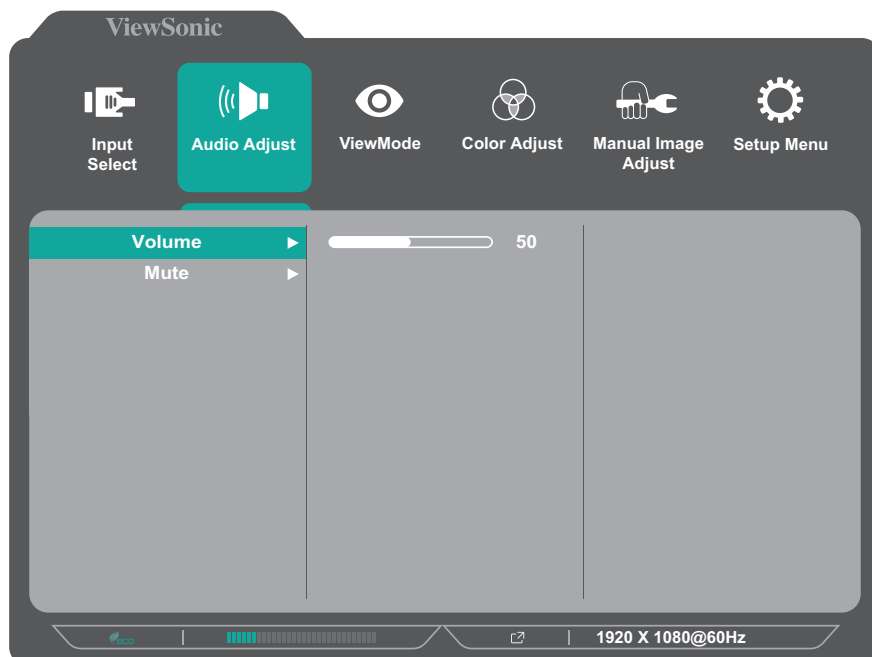 ViewSonic
Input
Select
Audio Adjust
ViewMode
Color Adjust
Manual Image
Adjust
Setup Menu
Volume
50
Mute
eco
1920 X 1080@60Hz